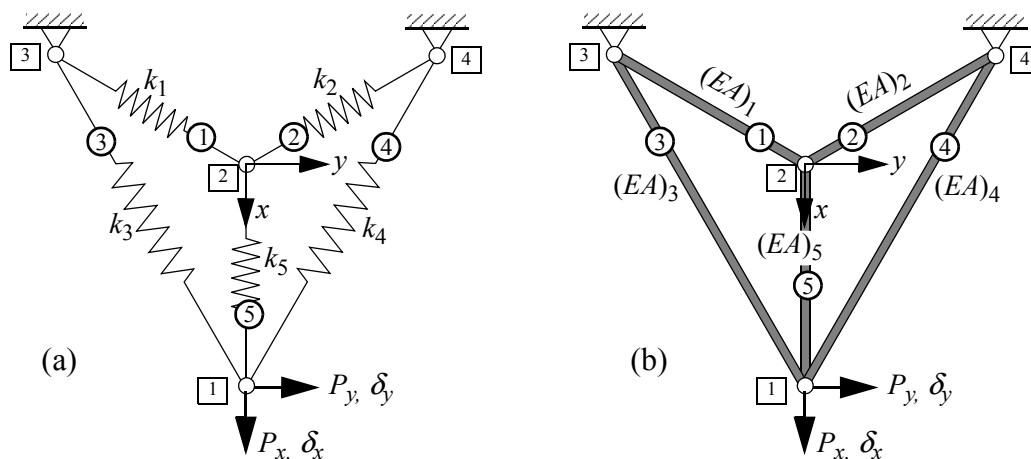 3
4
k1
k2
3
1
2
4
2
y
k3
x
k4
k5
5
(a)
1
Py, δy
Px, δx
3
4
(EA)1
(EA)2
3
1
2
4
2
y
(EA)3
(EA)4
x
(EA)5
5
(b)
1
Py, δy
Px, δx